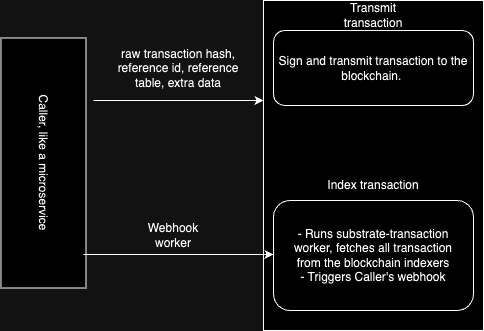 Transmit
transaction
Sign and transmit transaction to the
blockchain.
raw transaction hash,
reference id, reference
table, extra data
Caller, like a microservice
Index transaction
Webhook
worker
- Runs substrate-transaction
worker, fetches all transaction
from the blockchain indexers
- Triggers Caller's webhook